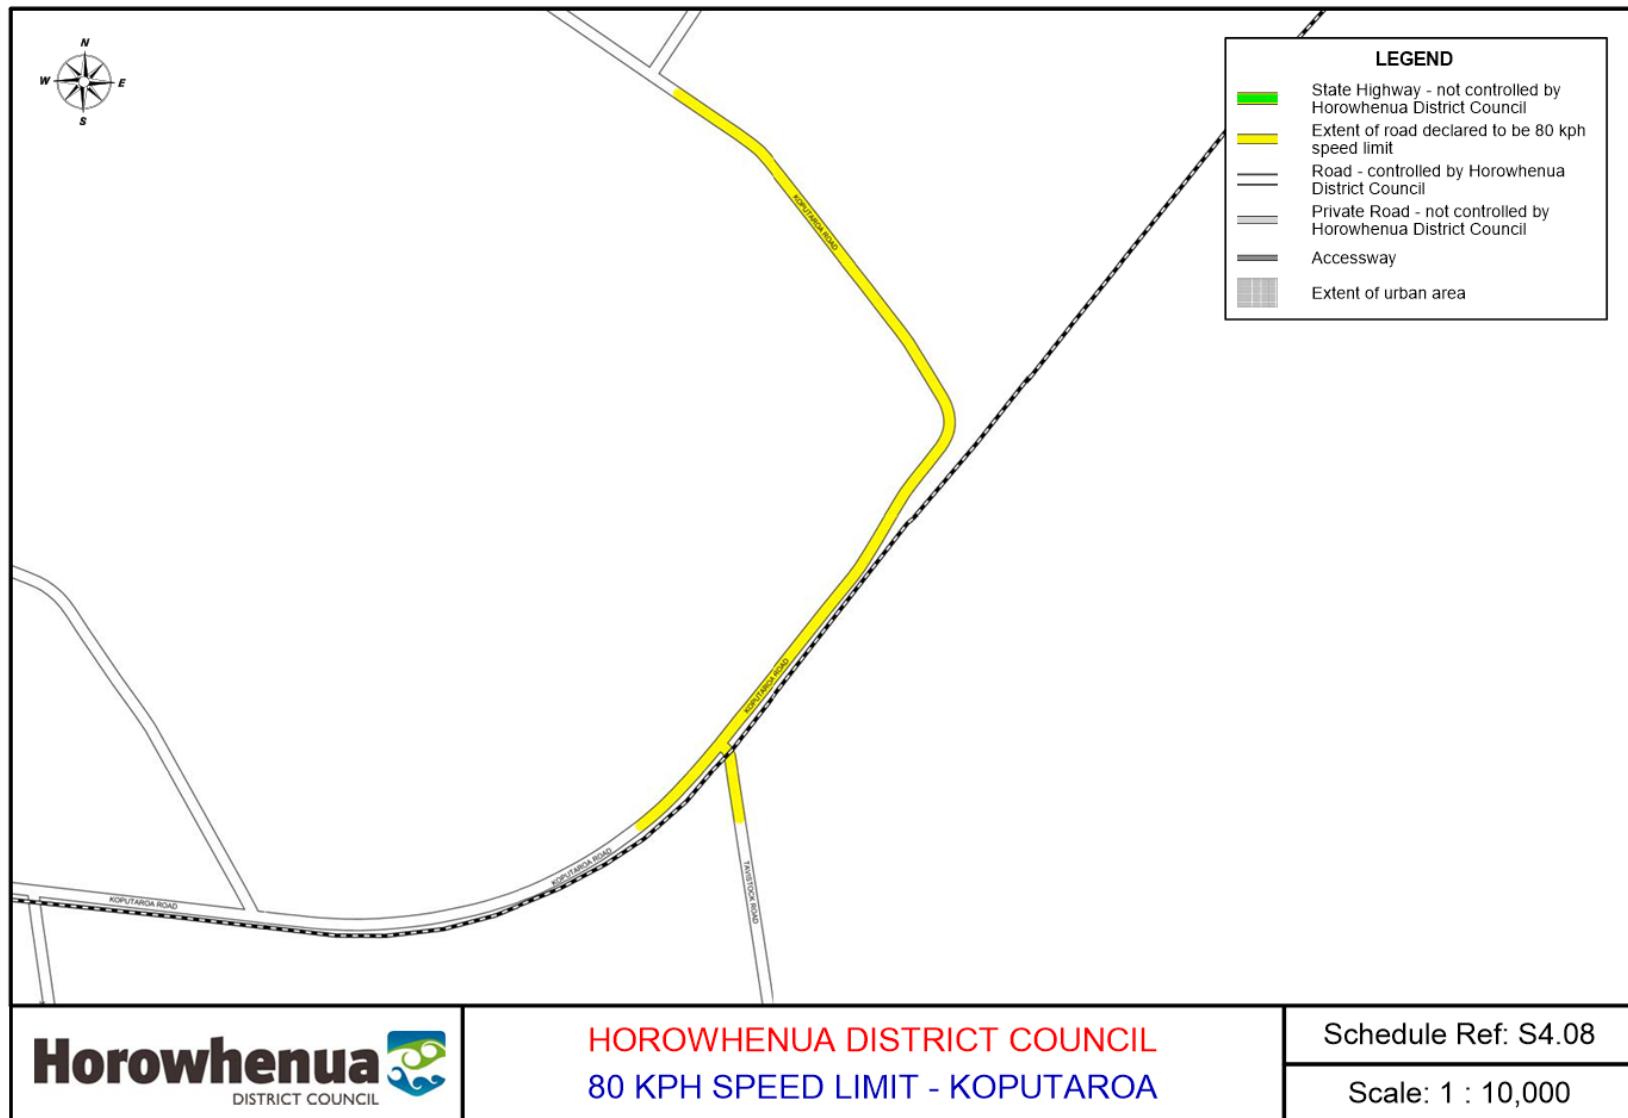 N
W
E
S
LEGEND
State Highway - not controlled by
Horowhenua District Council
Extent of road declared to be 80 kph
speed limit
Road - controlled by Horowhenua
District Council
Private Road - not controlled by
Horowhenua District Council
Accessway
Extent of urban area
KOPUTAROA ROAD
KOPUTAROA ROAD
KOPUTAROA ROAD
TAVISTOCK ROAD
KOPUTAROA ROAD
Horowhenua
DISTRICT COUNCIL
HOROWHENUA DISTRICT COUNCIL
80 KPH SPEED LIMIT - KOPUTAROA
Schedule Ref: S4.08
Scale: 1 : 10,000